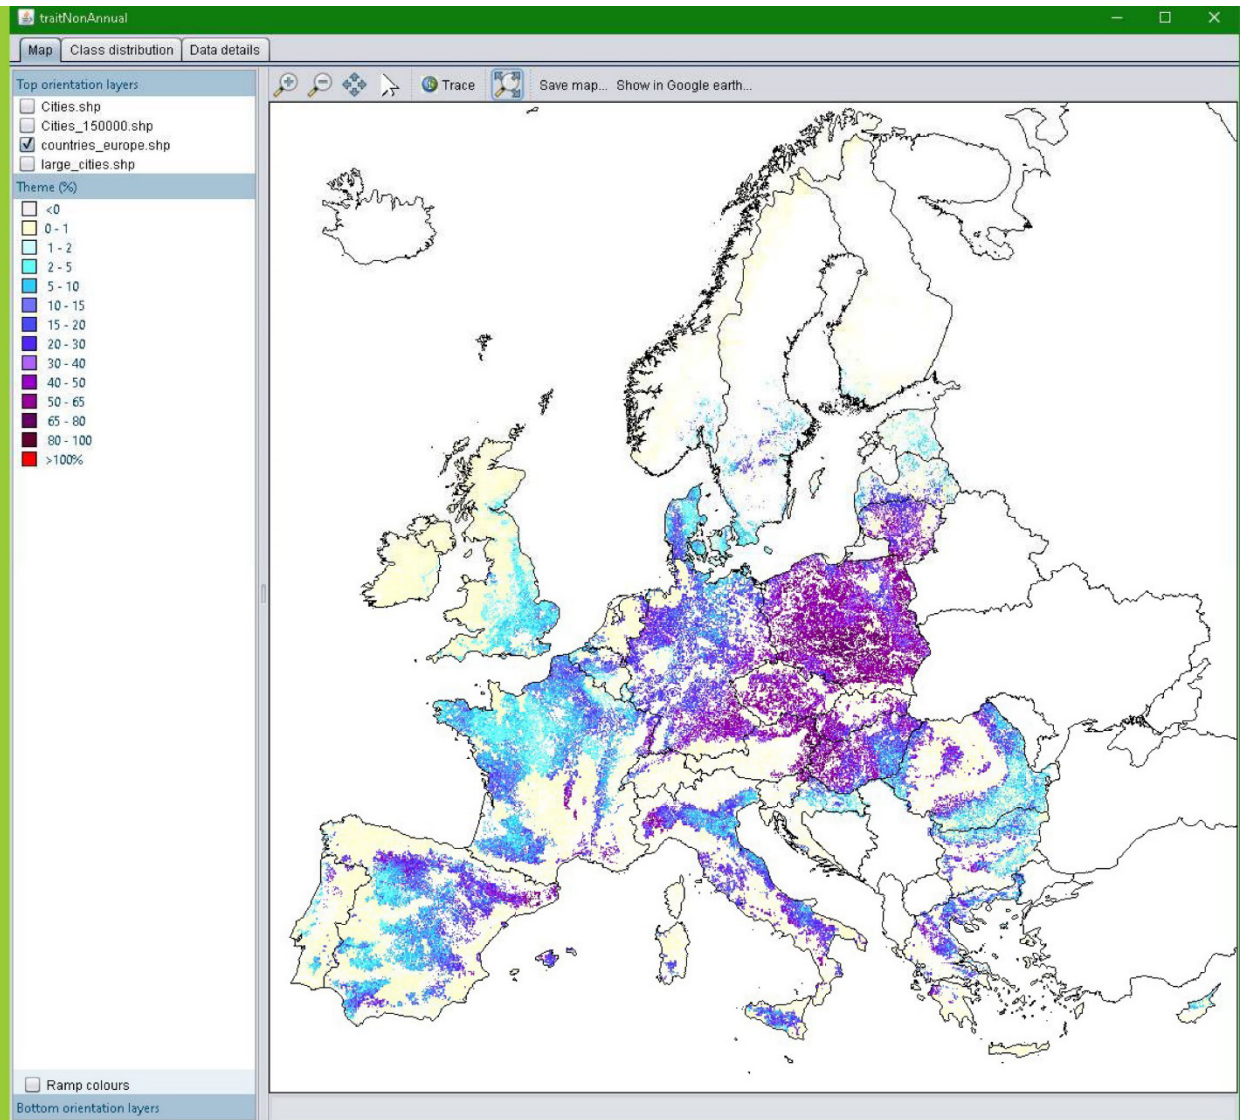 traitNonAnnual
Map Class distribution Data details
Top orientation layers
Cities.shp
Cities_150000.shp
countries_europe.shp
large_cities.shp
Theme (%)
<0
0 - 1
1 - 2
2 - 5
5 - 10
10 - 15
15 - 20
20 - 30
30 - 40
40 - 50
50 - 65
65 - 80
80 - 100
>100%
Ramp colours
Bottom orientation layers
Trace Save map... Show in Google earth...